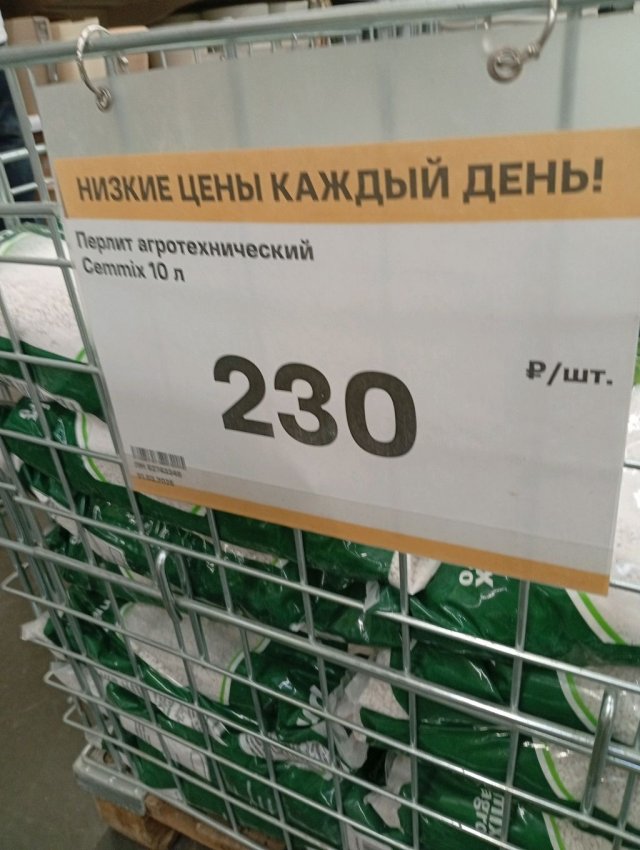 НИЗКИЕ ЦЕНЫ КАЖДЫЙ ДЕНЬ!
Перлит агротехнический
Cemmix 10 л
230
₽/шт.